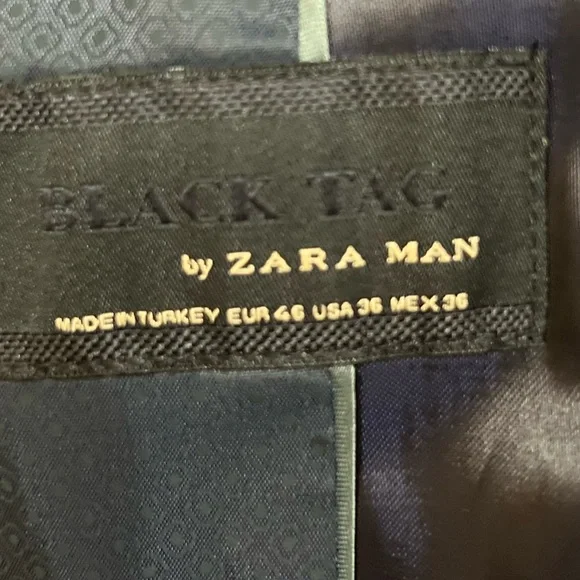 BLACK TAG
by ZARA MAN
MADE IN TURKEY EUR 46 USA 36 MEX 36